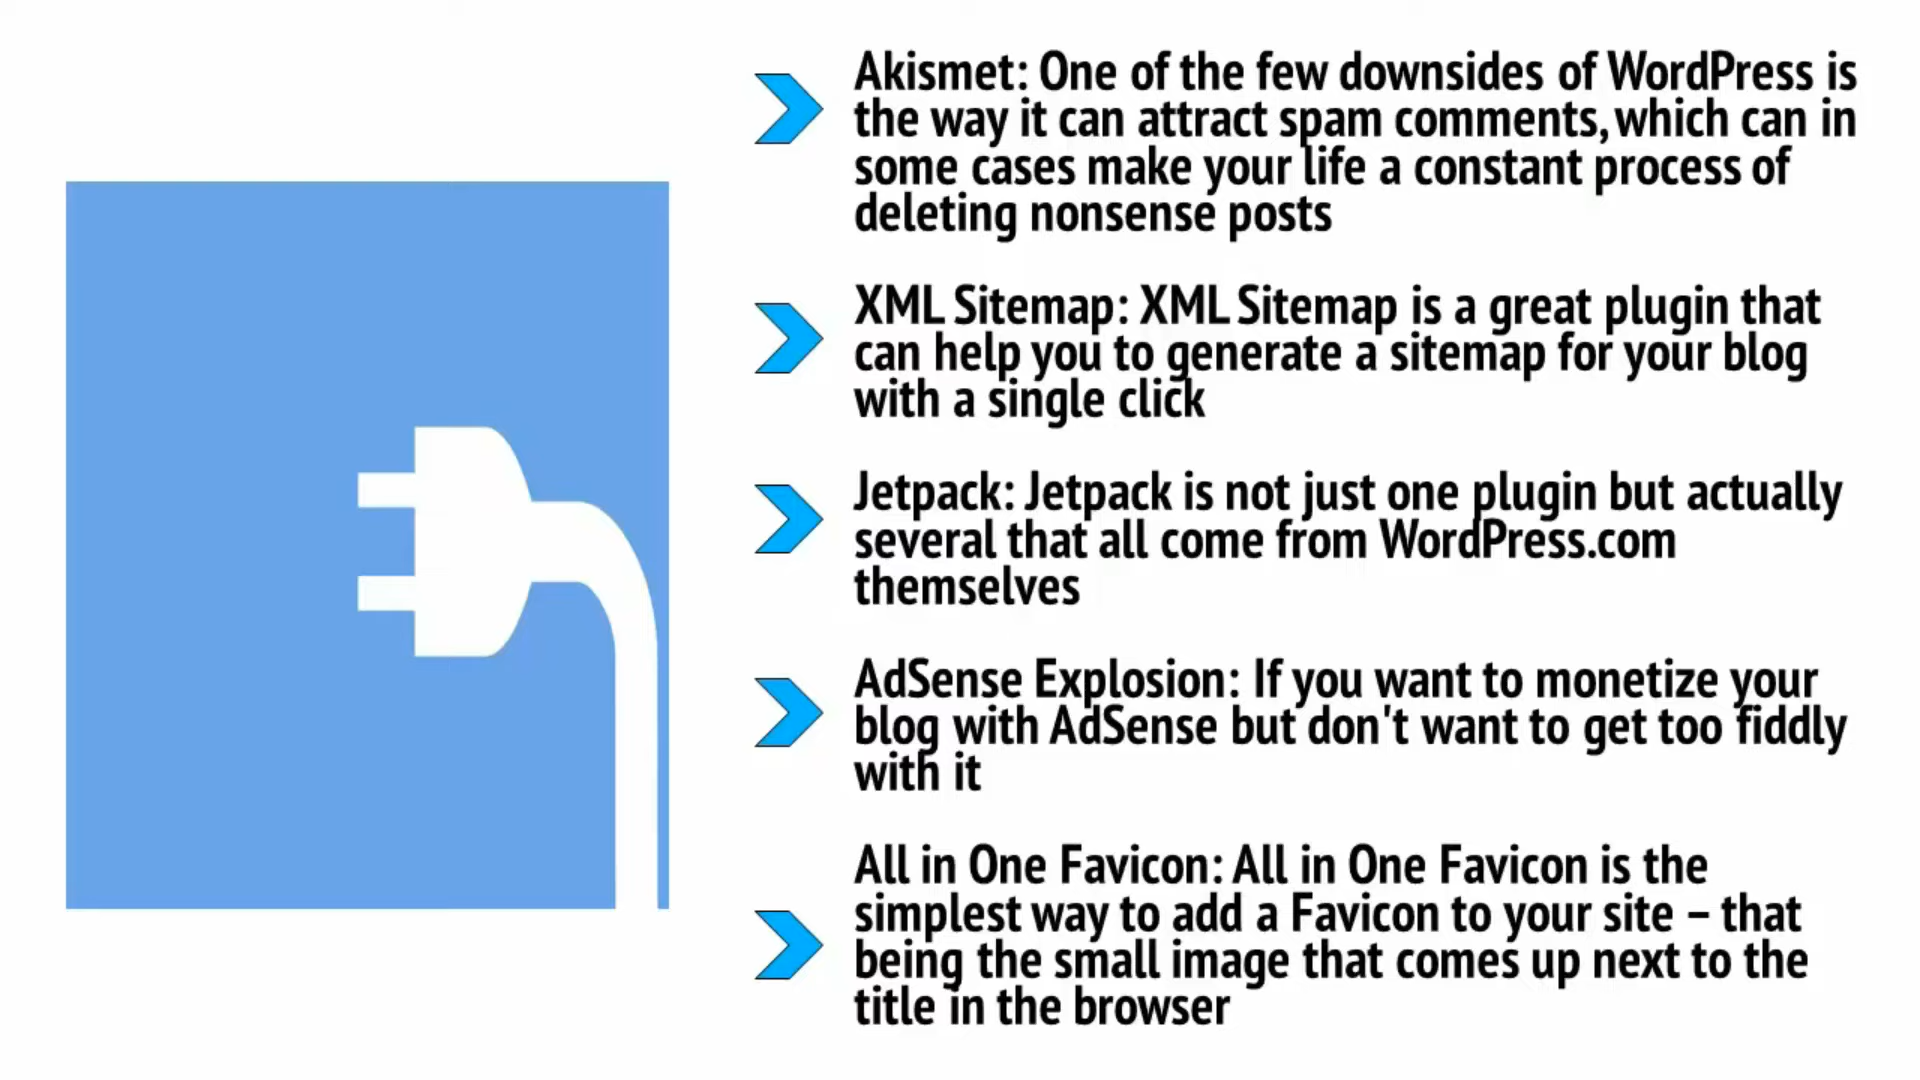 Akismet: One of the few downsides of WordPress is
the way it can attract spam comments, which can in
some cases make your life a constant process of
deleting nonsense posts
XML Sitemap: XML Sitemap is a great plugin that
can help you to generate a sitemap for your blog
with a single click
Jetpack: Jetpack is not just one plugin but actually
several that all come from WordPress.com
themselves
AdSense Explosion: If you want to monetize your
blog with AdSense but don't want to get too fiddly
with it
All in One Favicon: All in One Favicon is the
simplest way to add a Favicon to your site – that
being the small image that comes up next to the
title in the browser